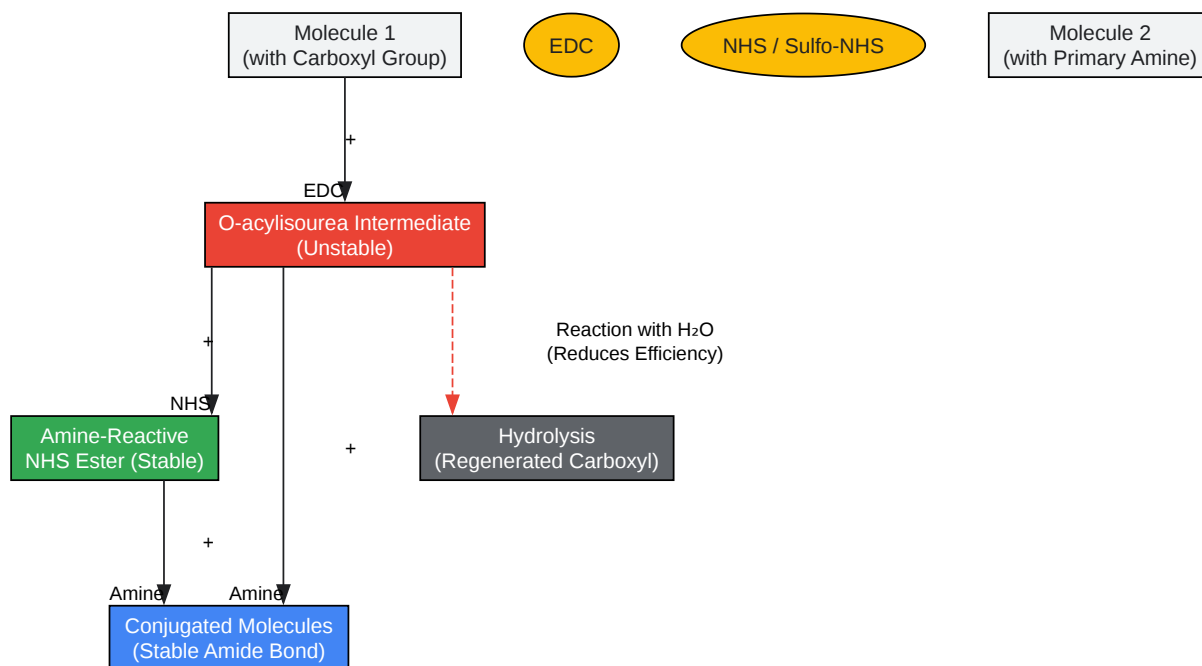 Molecule 1
(with Carboxyl Group)
EDC
NHS / Sulfo-NHS
Molecule 2
(with Primary Amine)
+
EDC
O-acylisourea Intermediate
(Unstable)
+
Reaction with H₂O
(Reduces Efficiency)
NHS
Amine-Reactive
NHS Ester (Stable)
+
Hydrolysis
(Regenerated Carboxyl)
+
Amine
Amine
Conjugated Molecules
(Stable Amide Bond)